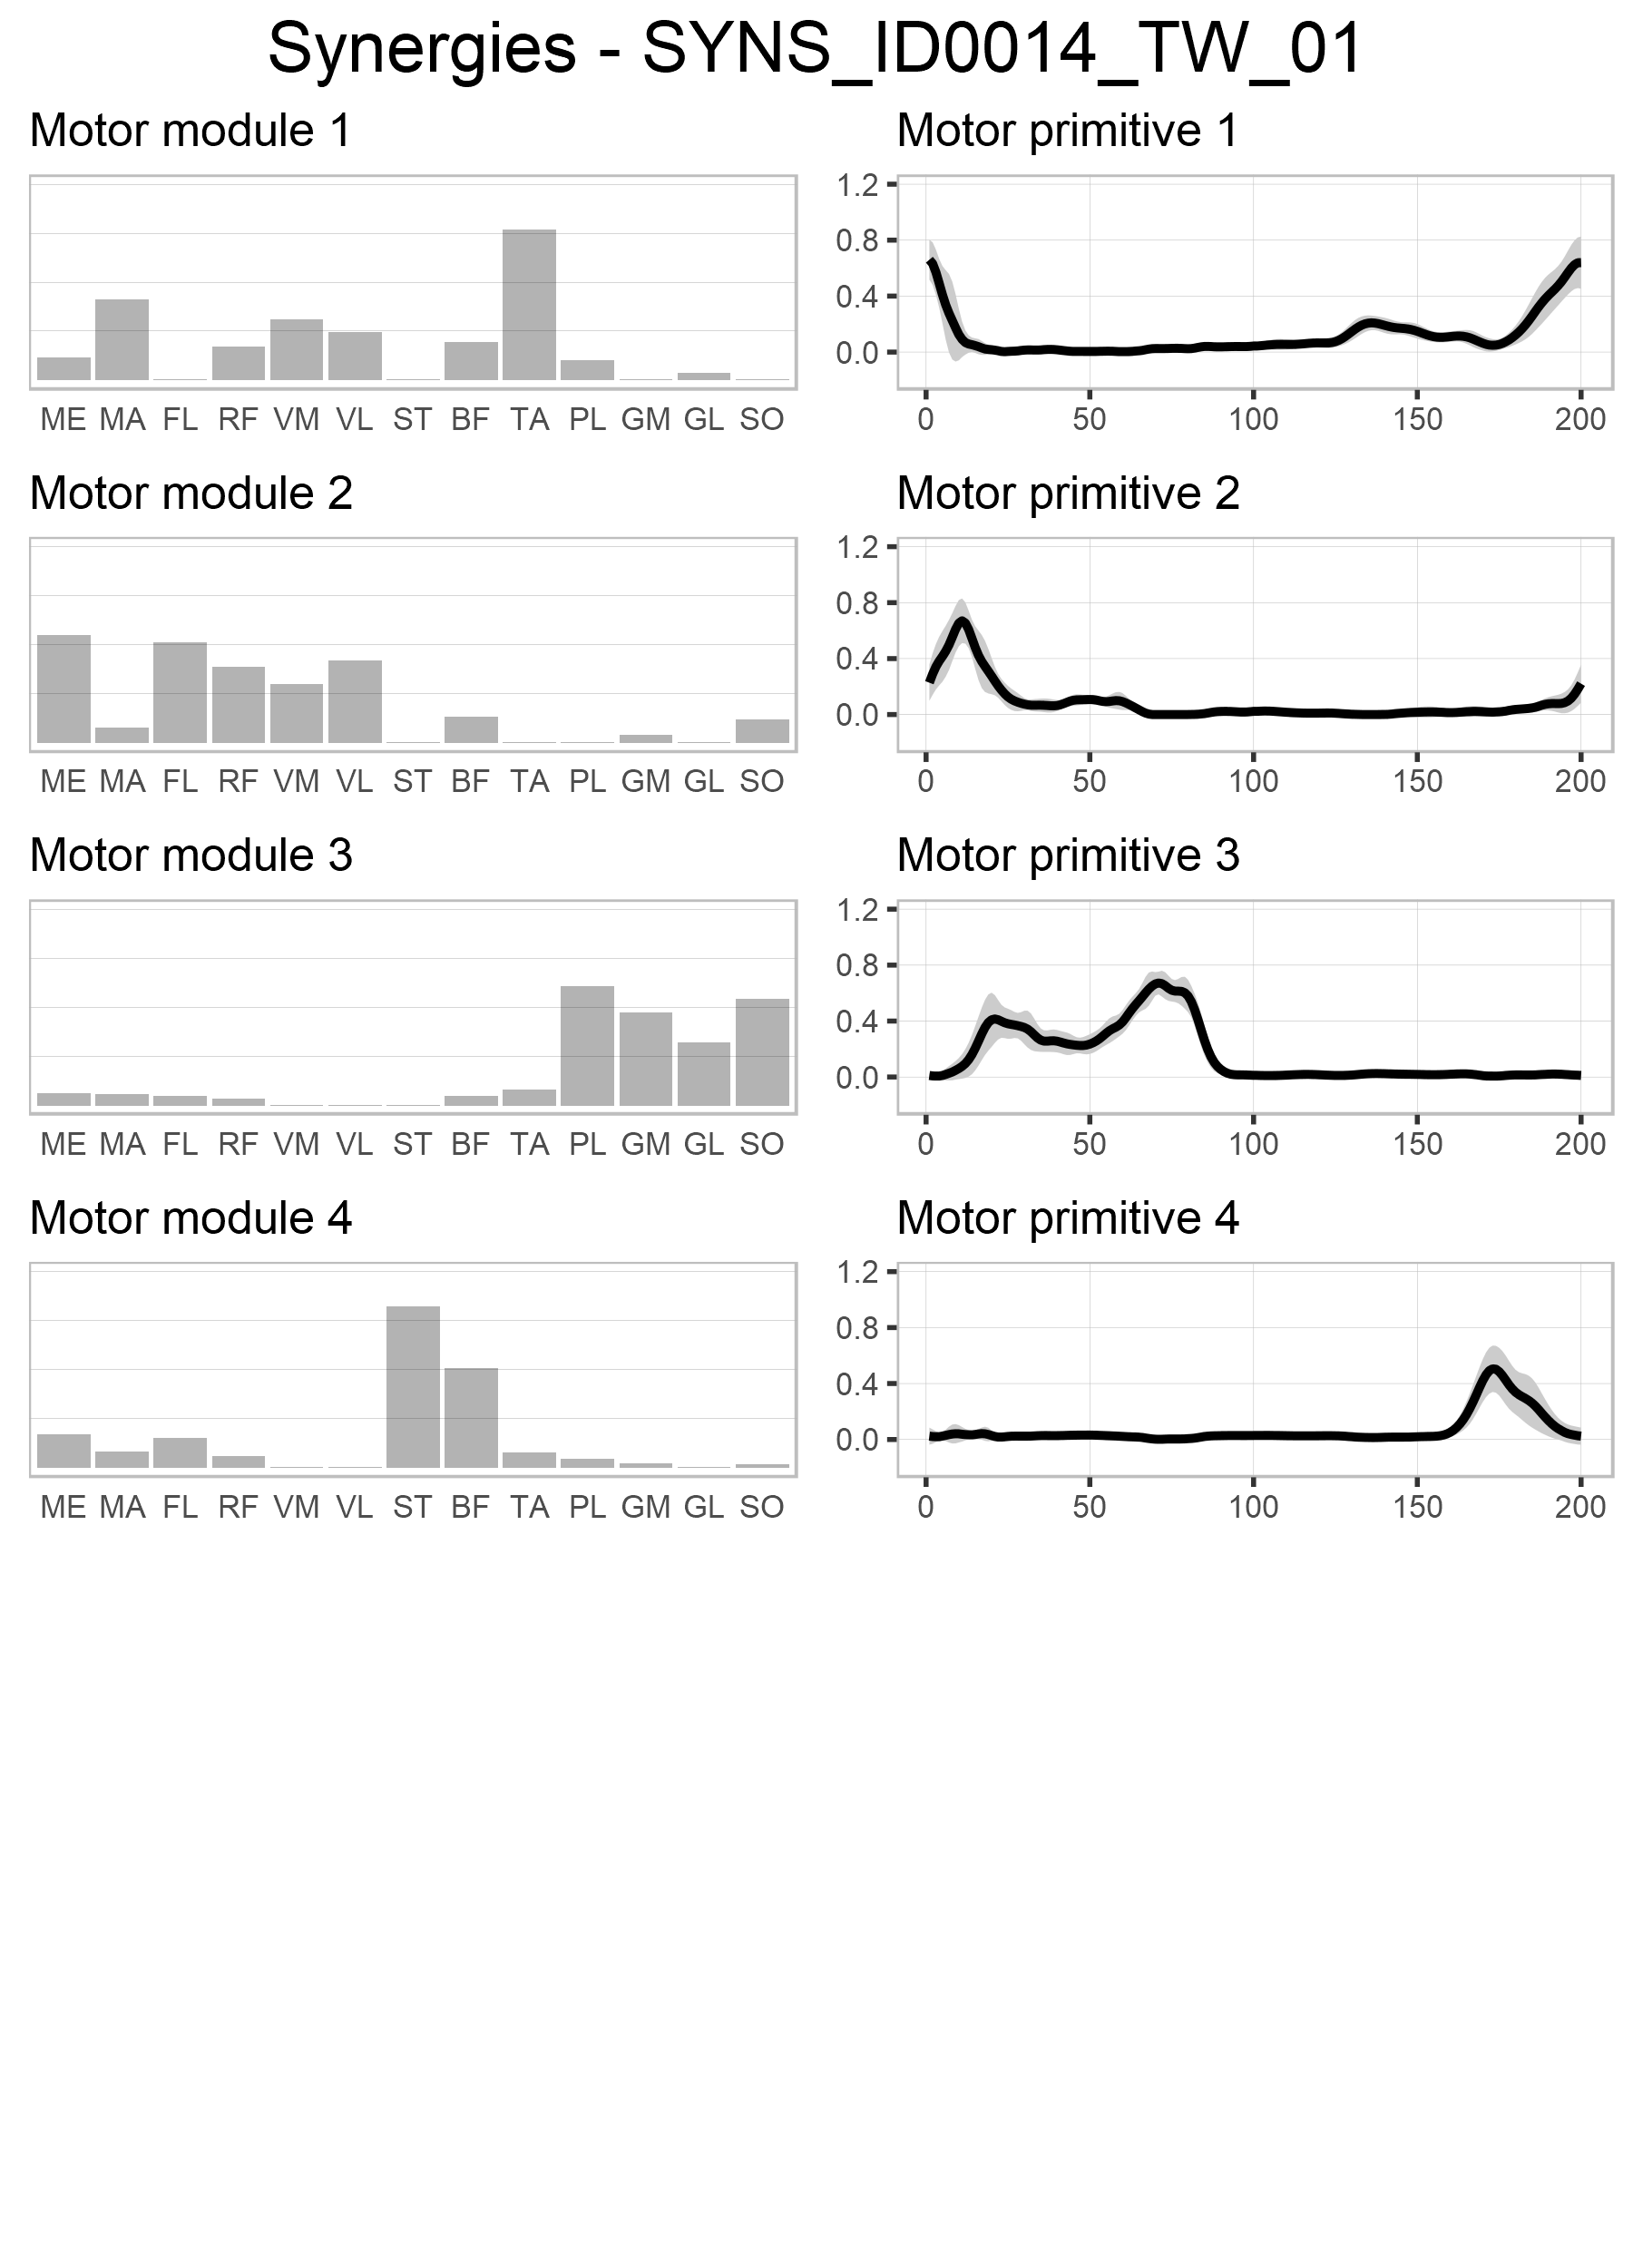 Synergies - SYNS_ID0014_TW_01
Motor module 1
Motor primitive 1
ME MA FL RF VM VL ST BF TA PL GM GL SO
1.2
0.8
0.4
0.0
0 50 100 150 200
Motor module 2
Motor primitive 2
ME MA FL RF VM VL ST BF TA PL GM GL SO
1.2
0.8
0.4
0.0
0 50 100 150 200
Motor module 3
Motor primitive 3
ME MA FL RF VM VL ST BF TA PL GM GL SO
1.2
0.8
0.4
0.0
0 50 100 150 200
Motor module 4
Motor primitive 4
ME MA FL RF VM VL ST BF TA PL GM GL SO
1.2
0.8
0.4
0.0
0 50 100 150 200